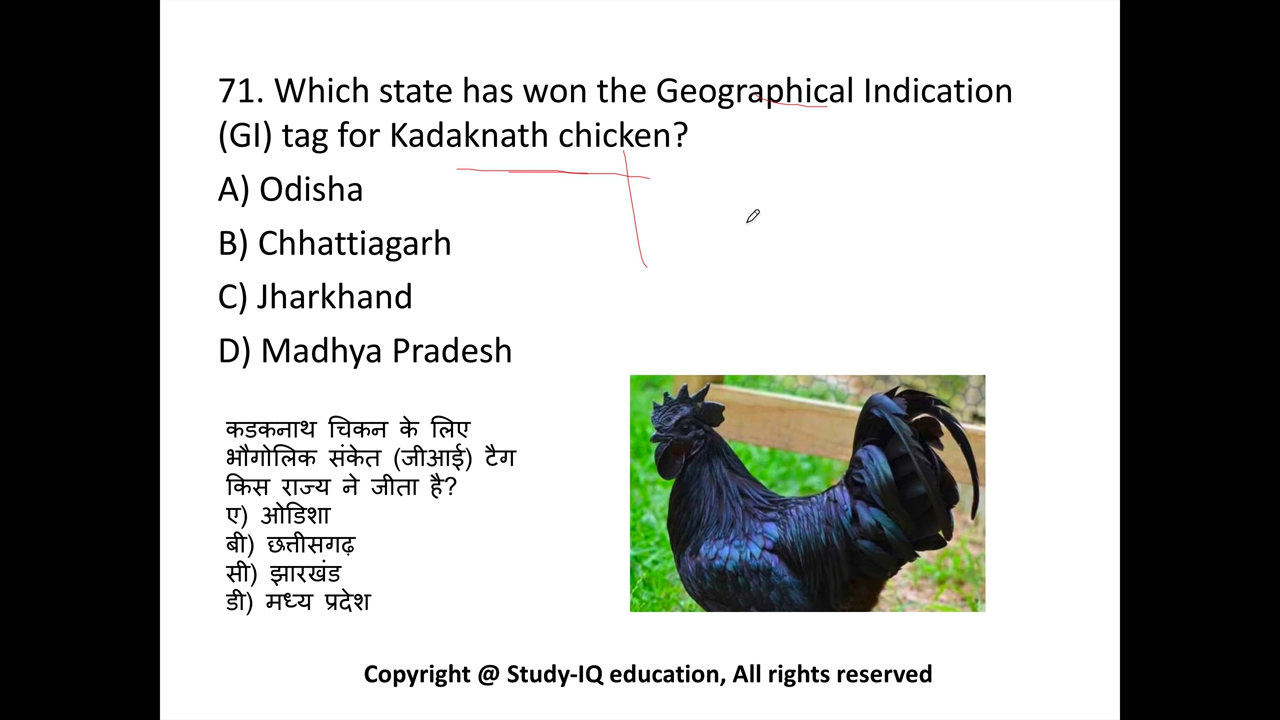 71. Which state has won the Geographical Indication
(GI) tag for Kadaknath chicken?
A) Odisha
B) Chhattiagarh
C) Jharkhand
D) Madhya Pradesh
कडकनाथ चिकन के लिए
भौगोलिक संकेत (जीआई) टैग
किस राज्य ने जीता है?
ए) ओडिशा
बी) छत्तीसगढ़
सी) झारखंड
डी) मध्य प्रदेश
Copyright @ Study-IQ education, All rights reserved